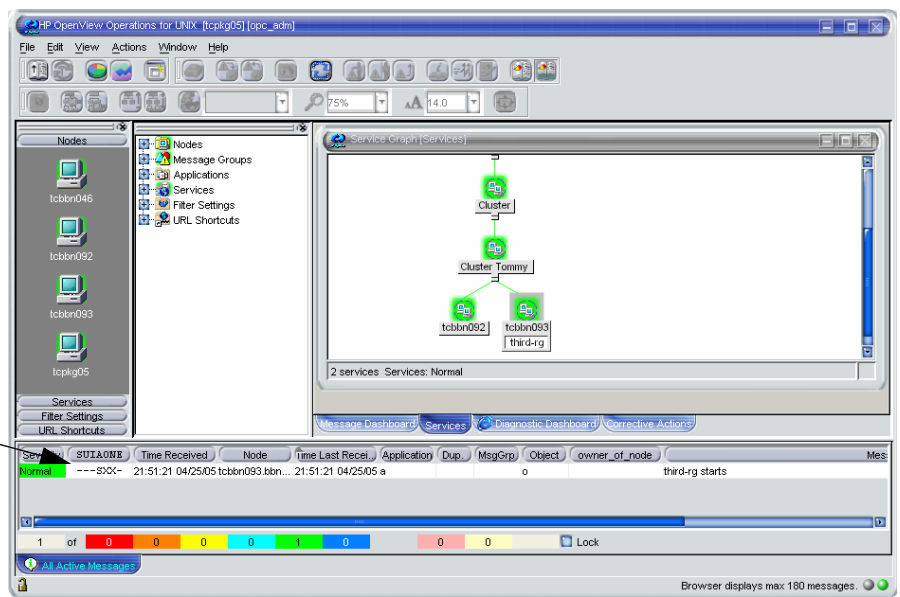 HP OpenView Operations for UNIX [tcpkg05] [opc_adm]
File Edit View Actions Window Help
75% 14.0
Nodes
tcbbn046
tcbbn092
tcbbn093
tcpkg05
Services
Filter Settings
URL Shortcuts
Nodes
Message Groups
Applications
Services
Filter Settings
URL Shortcuts
Service Graph [Services]
Cluster
Cluster Tommy
tcbbn092
tcbbn093
third-rg
2 services Services: Normal
Message Dashboard Services Diagnostic Dashboard Corrective Actions
SUIAONE Time Received Node Time Last Recei... Application Dup. MsgGrp Object owner_of_node Mes
Normal ---SXX- 21:51:21 04/25/05 tcbbn093.bbn... 21:51:21 04/25/05 a o third-rg starts
1 of 0 0 0 0 1 0 0 0 Lock
All Active Messages
Browser displays max 180 messages.